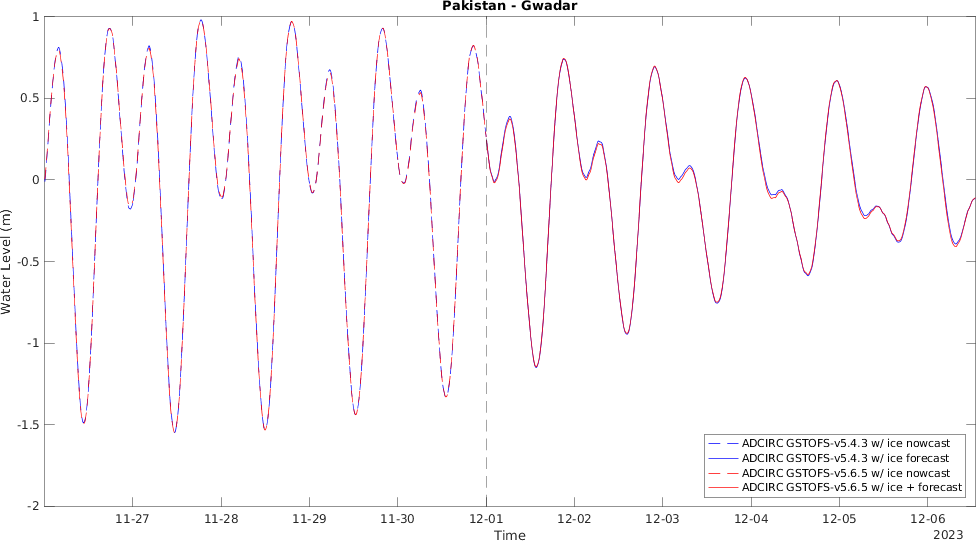 Pakistan - Gwadar
1
0.5
0
-0.5
-1
-1.5
-2
Water Level (m)
ADCIRC GSTOFS-v5.4.3 w/ ice nowcast
ADCIRC GSTOFS-v5.4.3 w/ ice forecast
ADCIRC GSTOFS-v5.6.5 w/ ice nowcast
ADCIRC GSTOFS-v5.6.5 w/ ice + forecast
11-27 11-28 11-29 11-30 12-01 12-02 12-03 12-04 12-05 12-06
Time
2023